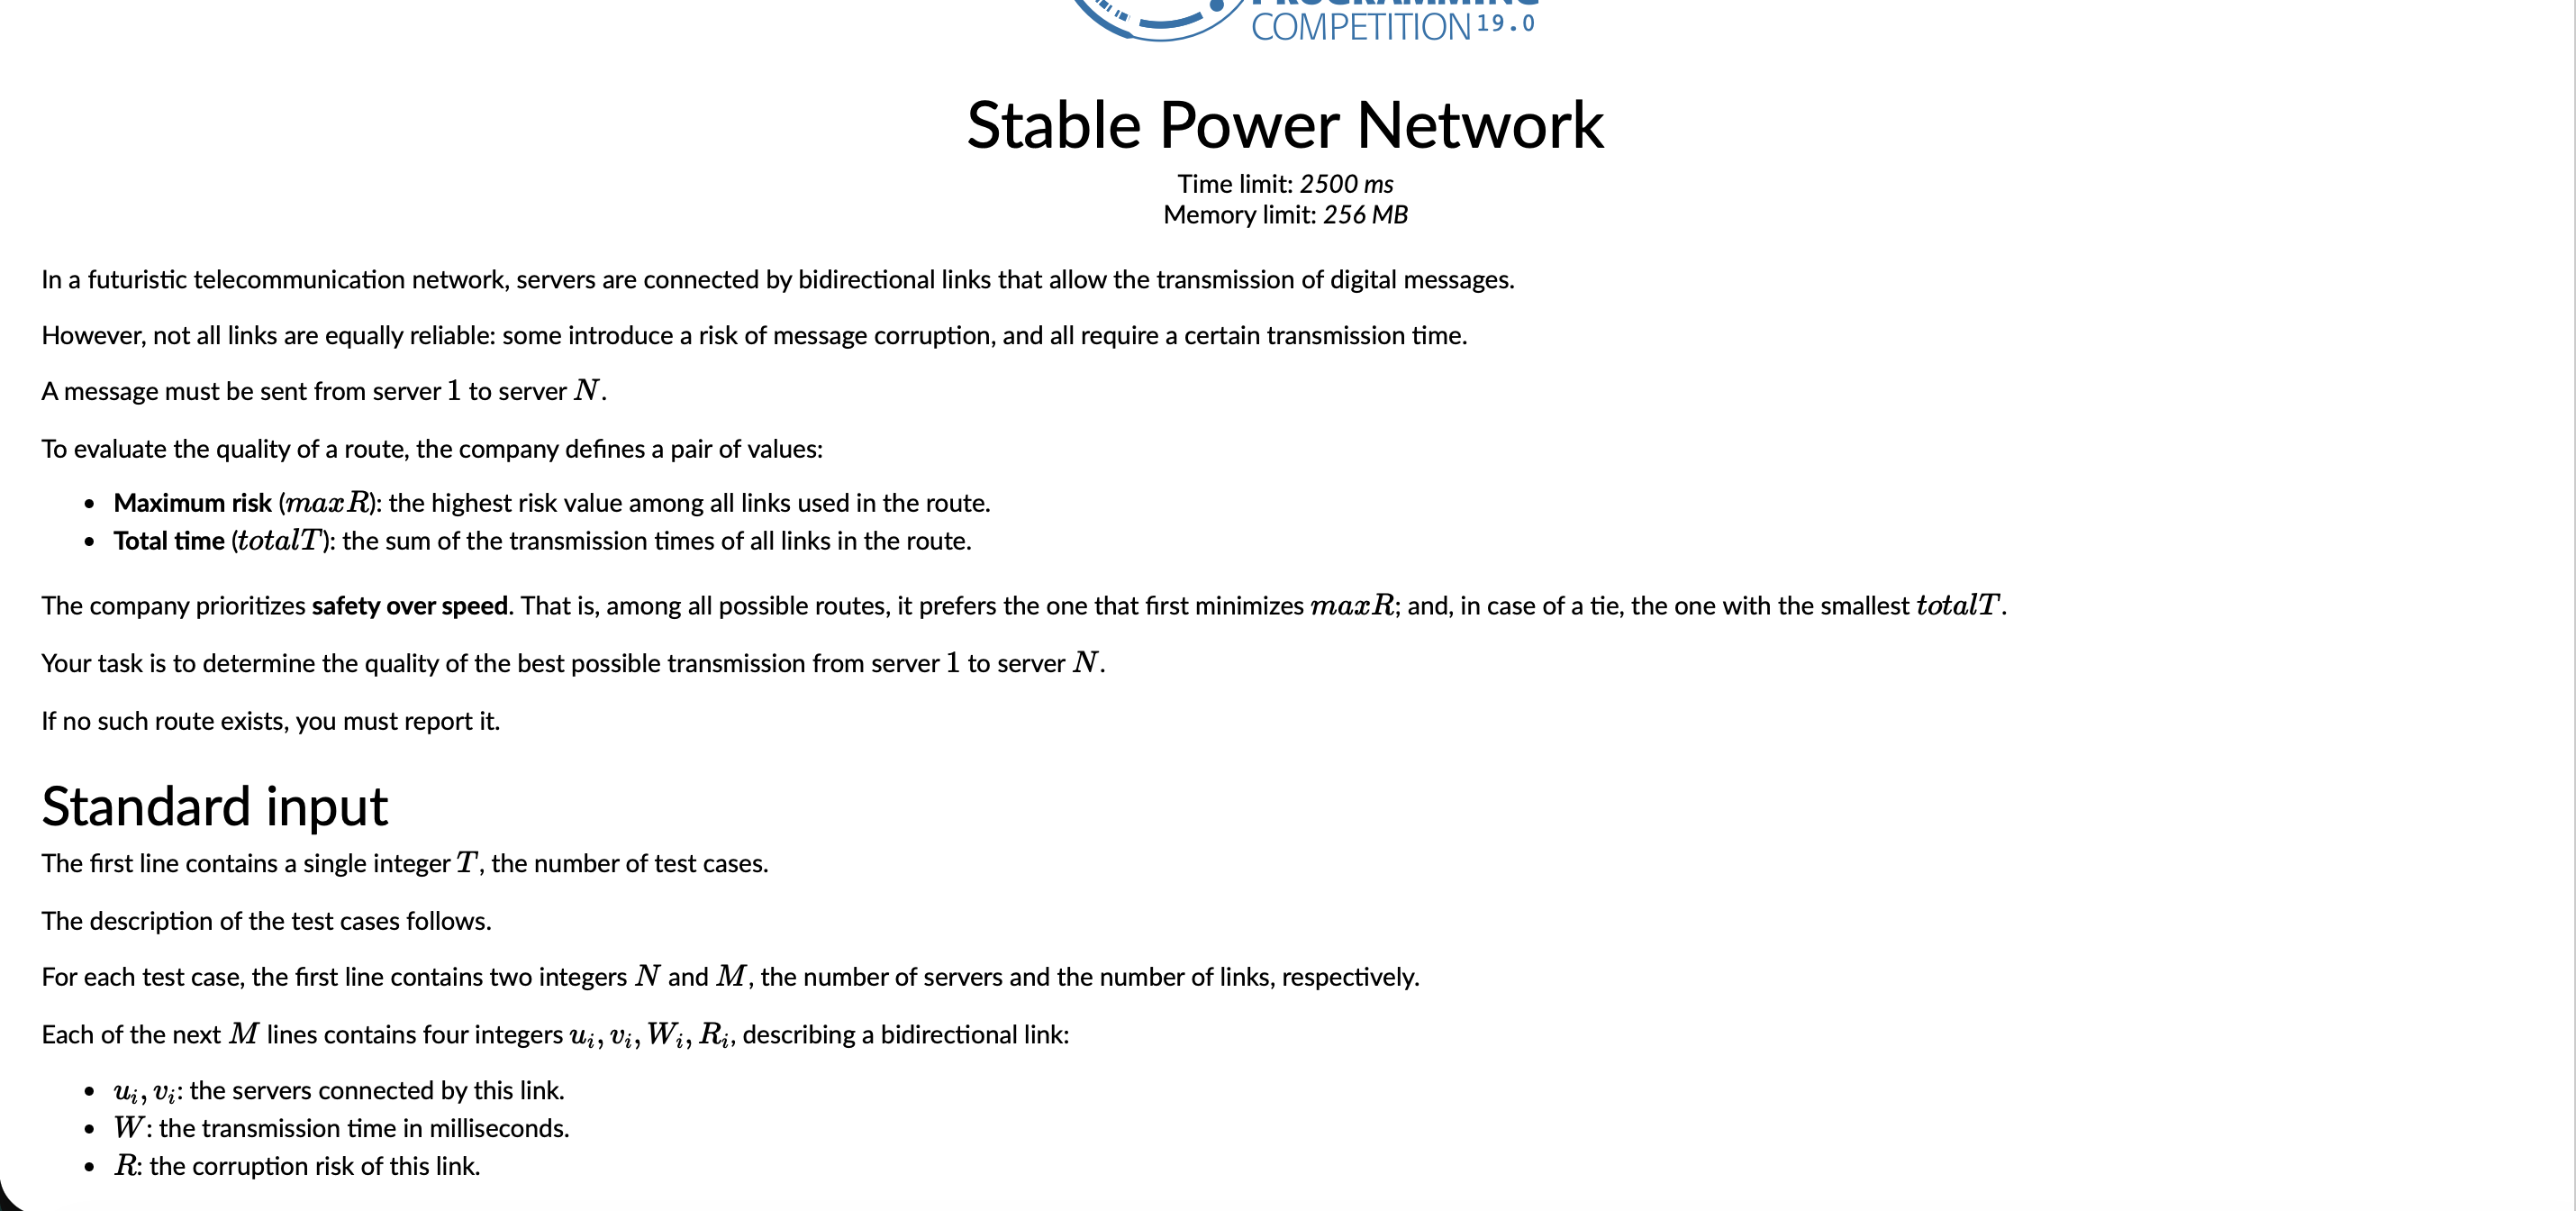 PROGRAMMING
COMPETITION 19.0
Stable Power Network
Time limit: 2500 ms
Memory limit: 256 MB
In a futuristic telecommunication network, servers are connected by bidirectional links that allow the transmission of digital messages.
However, not all links are equally reliable: some introduce a risk of message corruption, and all require a certain transmission time.
A message must be sent from server 1 to server N.
To evaluate the quality of a route, the company defines a pair of values:
• Maximum risk (maxR): the highest risk value among all links used in the route.
• Total time (totalT): the sum of the transmission times of all links in the route.
The company prioritizes safety over speed. That is, among all possible routes, it prefers the one that first minimizes maxR; and, in case of a tie, the one with the smallest totalT.
Your task is to determine the quality of the best possible transmission from server 1 to server N.
If no such route exists, you must report it.
Standard input
The first line contains a single integer T, the number of test cases.
The description of the test cases follows.
For each test case, the first line contains two integers N and M, the number of servers and the number of links, respectively.
Each of the next M lines contains four integers u_i, v_i, W_i, R_i, describing a bidirectional link:
• u_i, v_i: the servers connected by this link.
• W: the transmission time in milliseconds.
• R: the corruption risk of this link.